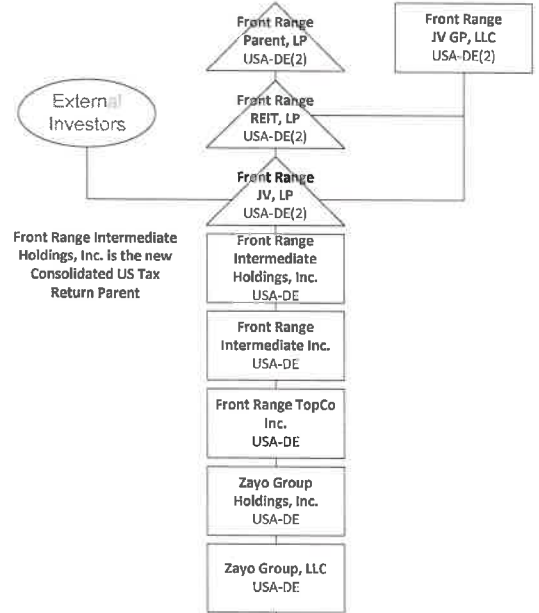 Front Range
Parent, LP
USA-DE(2)
Front Range
JV GP, LLC
USA-DE(2)
External
Investors
Front Range
REIT, LP
USA-DE(2)
Front Range
JV, LP
USA-DE(2)
Front Range Intermediate
Holdings, Inc. is the new
Consolidated US Tax
Return Parent
Front Range
Intermediate
Holdings, Inc.
USA-DE
Front Range
Intermediate Inc.
USA-DE
Front Range TopCo
Inc.
USA-DE
Zayo Group
Holdings, Inc.
USA-DE
Zayo Group, LLC
USA-DE